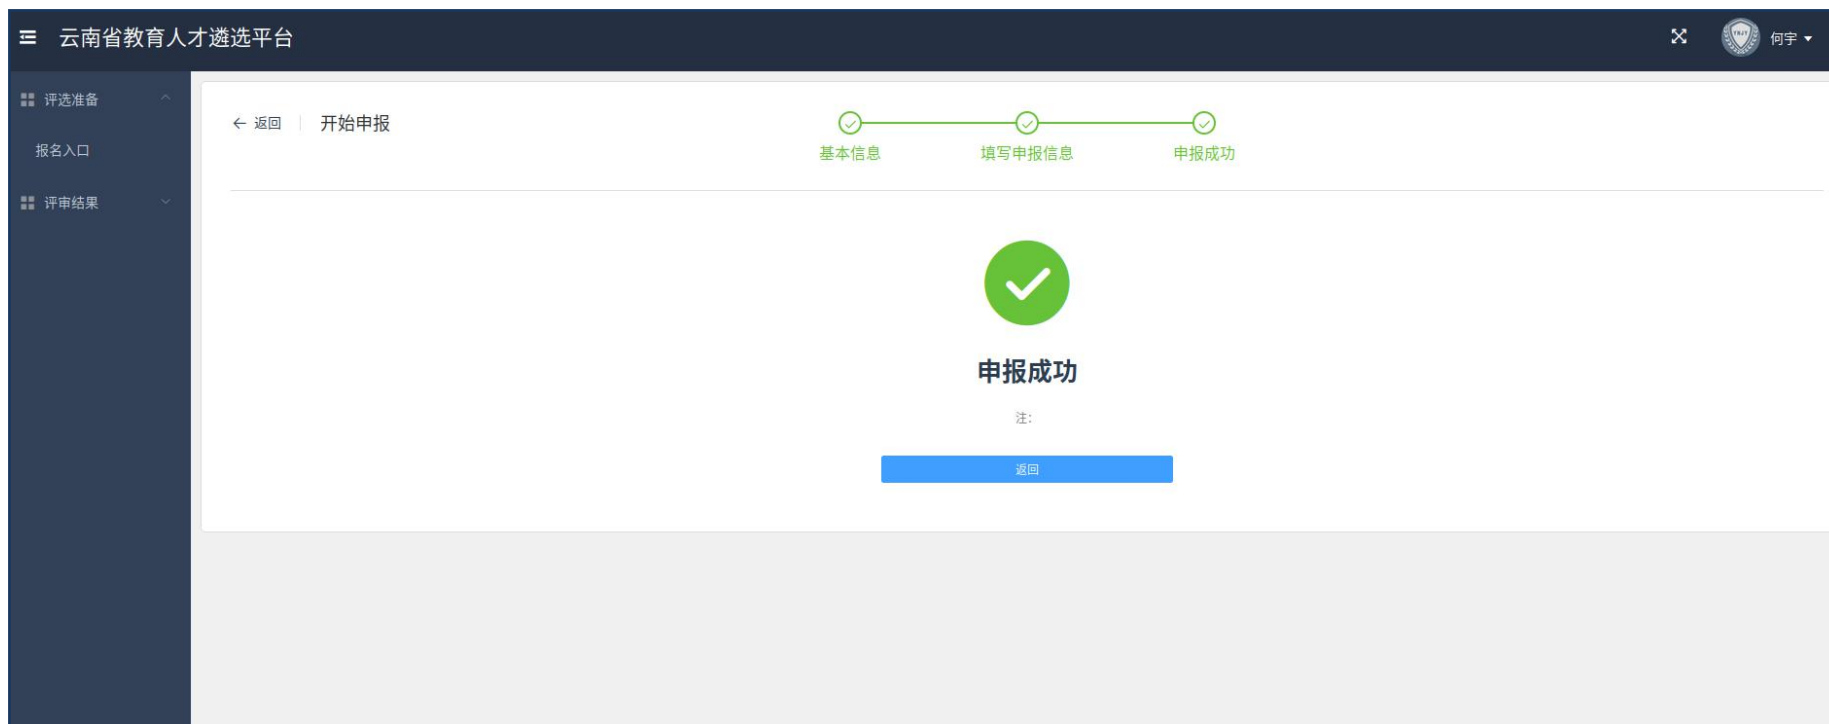 云南省教育人才遴选平台
何宇
评选准备
报名入口
评审结果
返回
开始申报
基本信息
填写申报信息
申报成功
申报成功
注:
返回